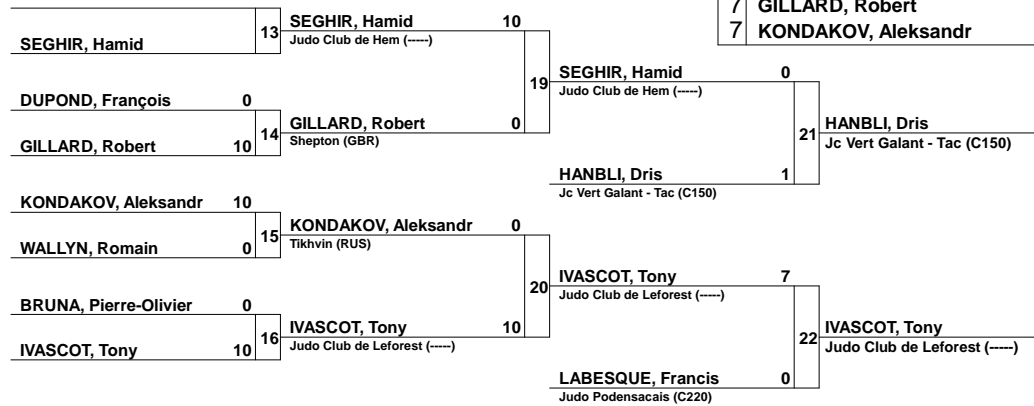 7 GILLARD, Robert
7 KONDAKOV, Aleksandr
SEGHIR, Hamid
13
SEGHIR, Hamid 10
Judo Club de Hem (-----)
DUPOND, François 0
GILLARD, Robert 10
14
GILLARD, Robert 0
Shepton (GBR)
19
SEGHIR, Hamid 0
Judo Club de Hem (-----)
HANBLI, Dris 1
Jc Vert Galant - Tac (C150)
21
HANBLI, Dris
Jc Vert Galant - Tac (C150)
KONDAKOV, Aleksandr 10
WALLYN, Romain 0
15
KONDAKOV, Aleksandr 0
Tikhvin (RUS)
BRUNA, Pierre-Olivier 0
IVASCOT, Tony 10
16
IVASCOT, Tony 10
Judo Club de Leforest (-----)
20
IVASCOT, Tony 7
Judo Club de Leforest (-----)
LABESQUE, Francis 0
Judo Podensacais (C220)
22
IVASCOT, Tony
Judo Club de Leforest (-----)